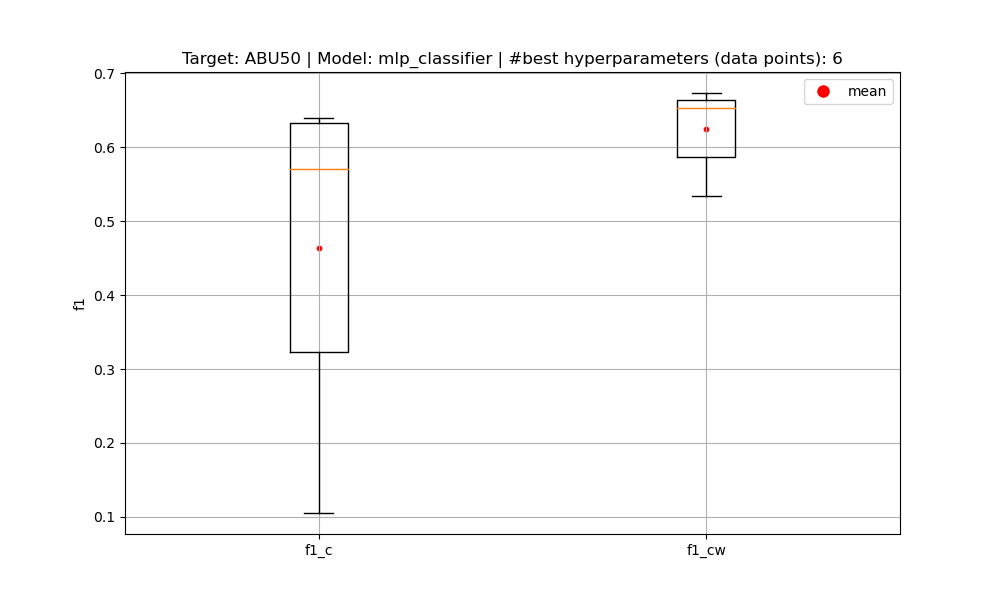 Target: ABU50 | Model: mlp_classifier | #best hyperparameters (data points): 6
mean
0.7
0.6
0.5
0.4
0.3
0.2
0.1
f1
f1_c
f1_cw